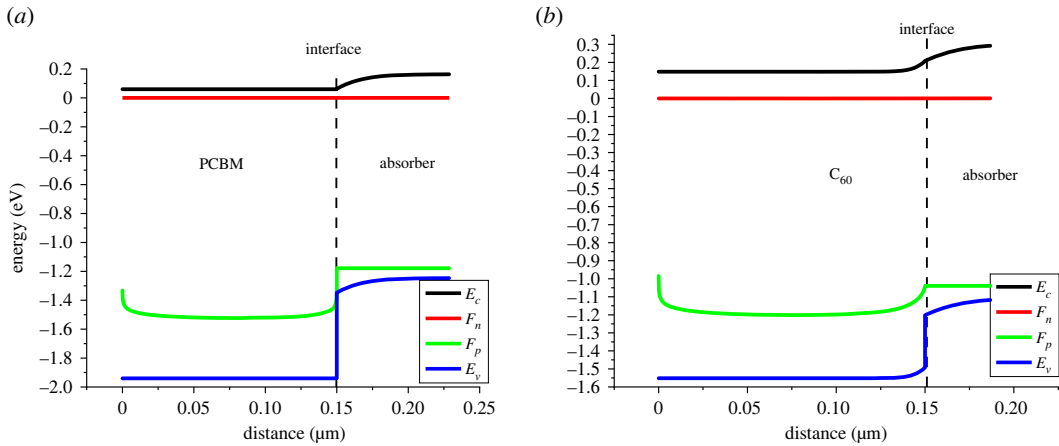 (a)
interface
0.2
0
–0.2
–0.4
–0.6
–0.8
–1.0
–1.2
–1.4
–1.6
–1.8
–2.0
energy (eV)
PCBM
absorber
E_c
F_n
F_p
E_v
0 0.05 0.10 0.15 0.20 0.25
distance (µm)
(b)
interface
0.3
0.2
0.1
0
–0.1
–0.2
–0.3
–0.4
–0.5
–0.6
–0.7
–0.8
–0.9
–1.0
–1.1
–1.2
–1.3
–1.4
–1.5
–1.6
C₆₀
absorber
E_c
F_n
F_p
E_v
0 0.05 0.10 0.15 0.20
distance (µm)